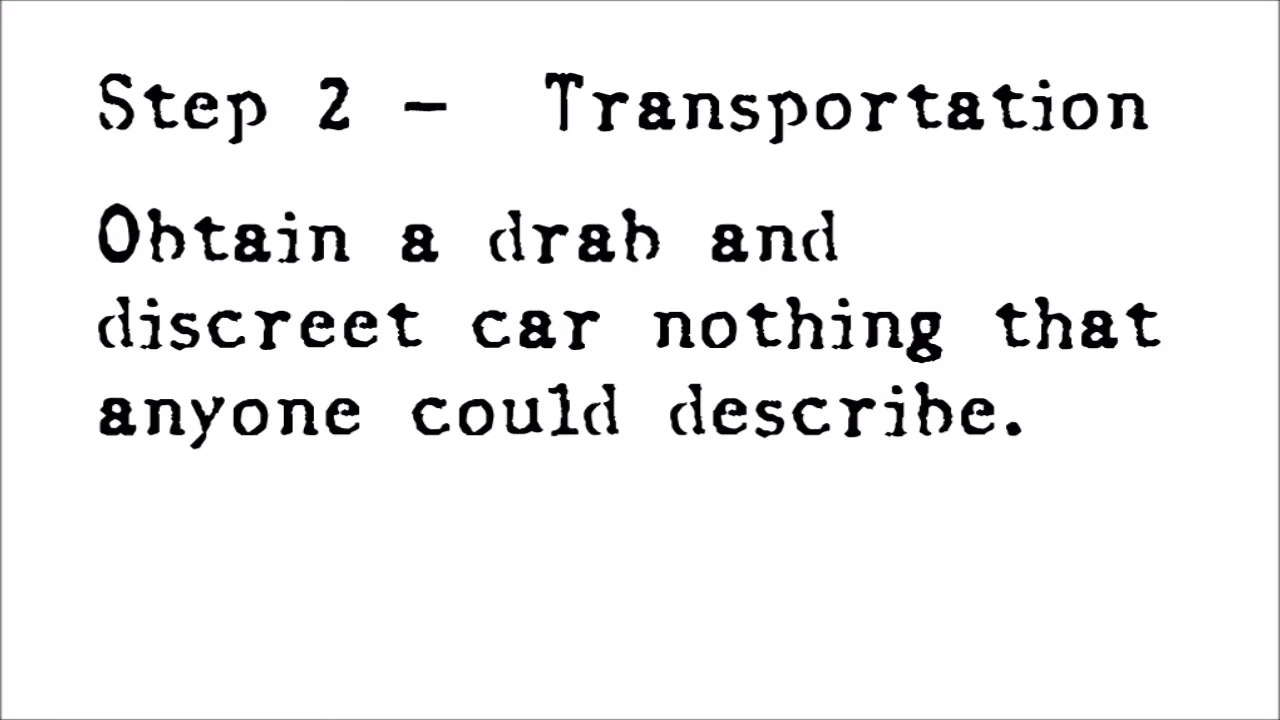 Step 2 - Transportation
Obtain a drab and
discreet car nothing that
anyone could describe.